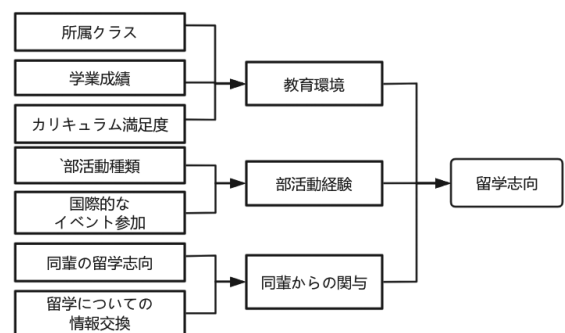 所属クラス
学業成績
カリキュラム満足度
`部活動種類
国際的な
イベント参加
同輩の留学志向
留学についての
情報交換
教育環境
部活動経験
同輩からの関与
留学志向